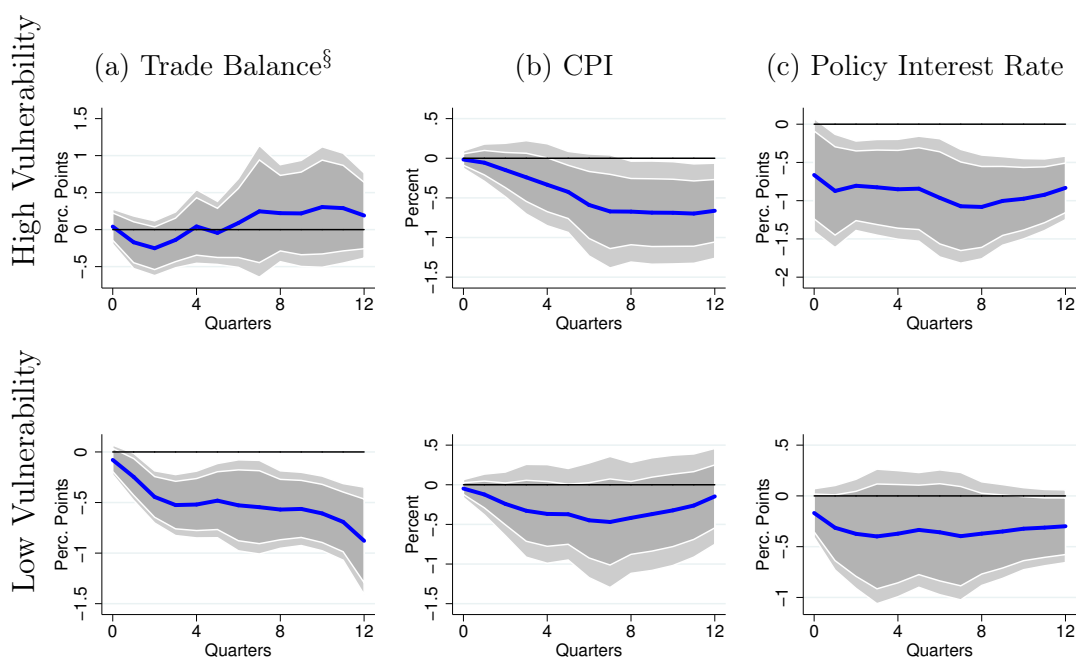 High Vulnerability
(a) Trade Balance§
(b) CPI
(c) Policy Interest Rate
Perc. Points
1.5
1
.5
0
-.5
0 4 8 12
Quarters
Percent
.5
0
-.5
-1
-1.5
0 4 8 12
Quarters
Perc. Points
0
-.5
-1
-1.5
-2
0 4 8 12
Quarters
Low Vulnerability
Perc. Points
0
-.5
-1
-1.5
0 4 8 12
Quarters
Percent
.5
0
-.5
-1
-1.5
0 4 8 12
Quarters
Perc. Points
.5
0
-.5
-1
0 4 8 12
Quarters